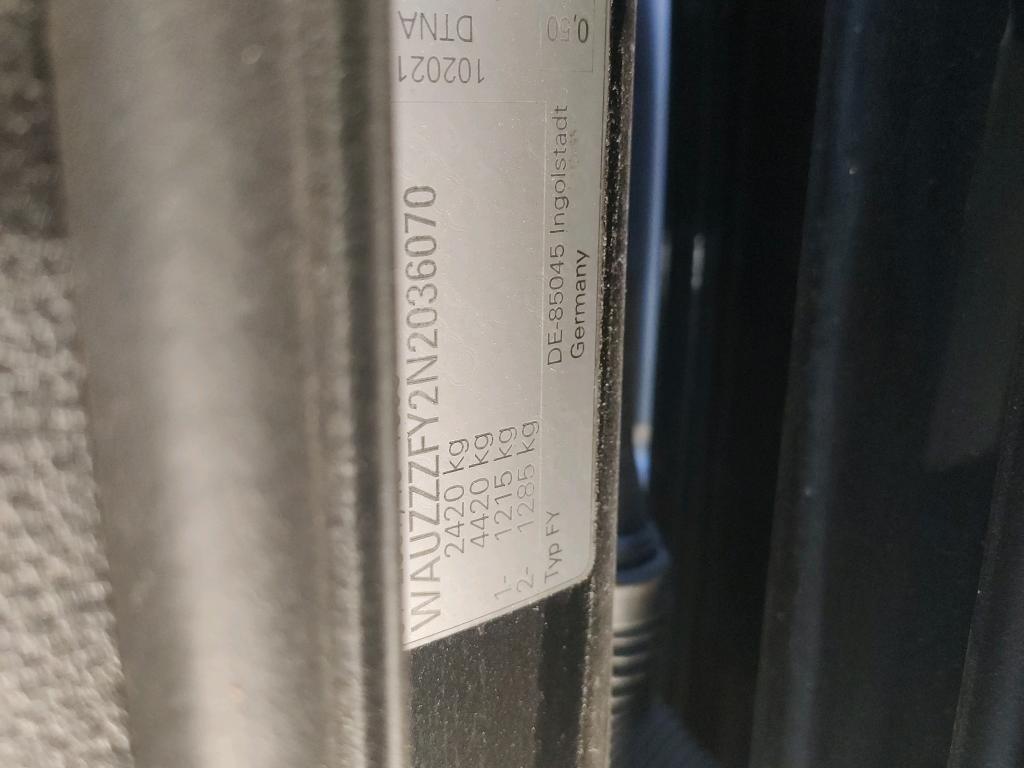 WAUZZZFY2N2036070
2420 kg
4420 kg
1- 1215 kg
2- 1285 kg
Typ FY
DE-85045 Ingolstadt
Germany
102021
DTNA
0,50